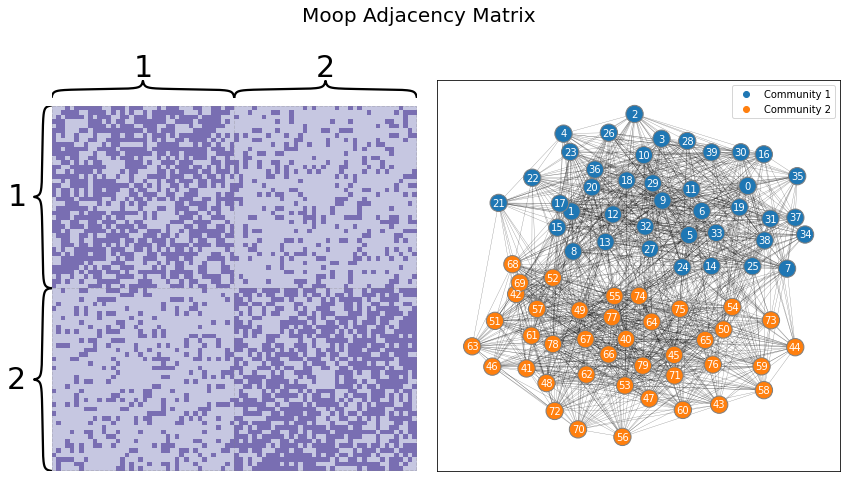 Moop Adjacency Matrix
1 2
1
2
Community 1
Community 2
2
4 26
3 28
23 10 39 30 16
36
22 20 18 29 11 0 35
21 17 1 12 9 6 19 31 37
15 32 5 33 38 34
8 13 27
24 14 25 7
68 52
69
42 55 74
57 49 77 75 54
51 64 50 73
61 67 40 65
63 78 66 45 44
46 41 62 79 71 76 59
48 53 58
72 47 60 43
70 56